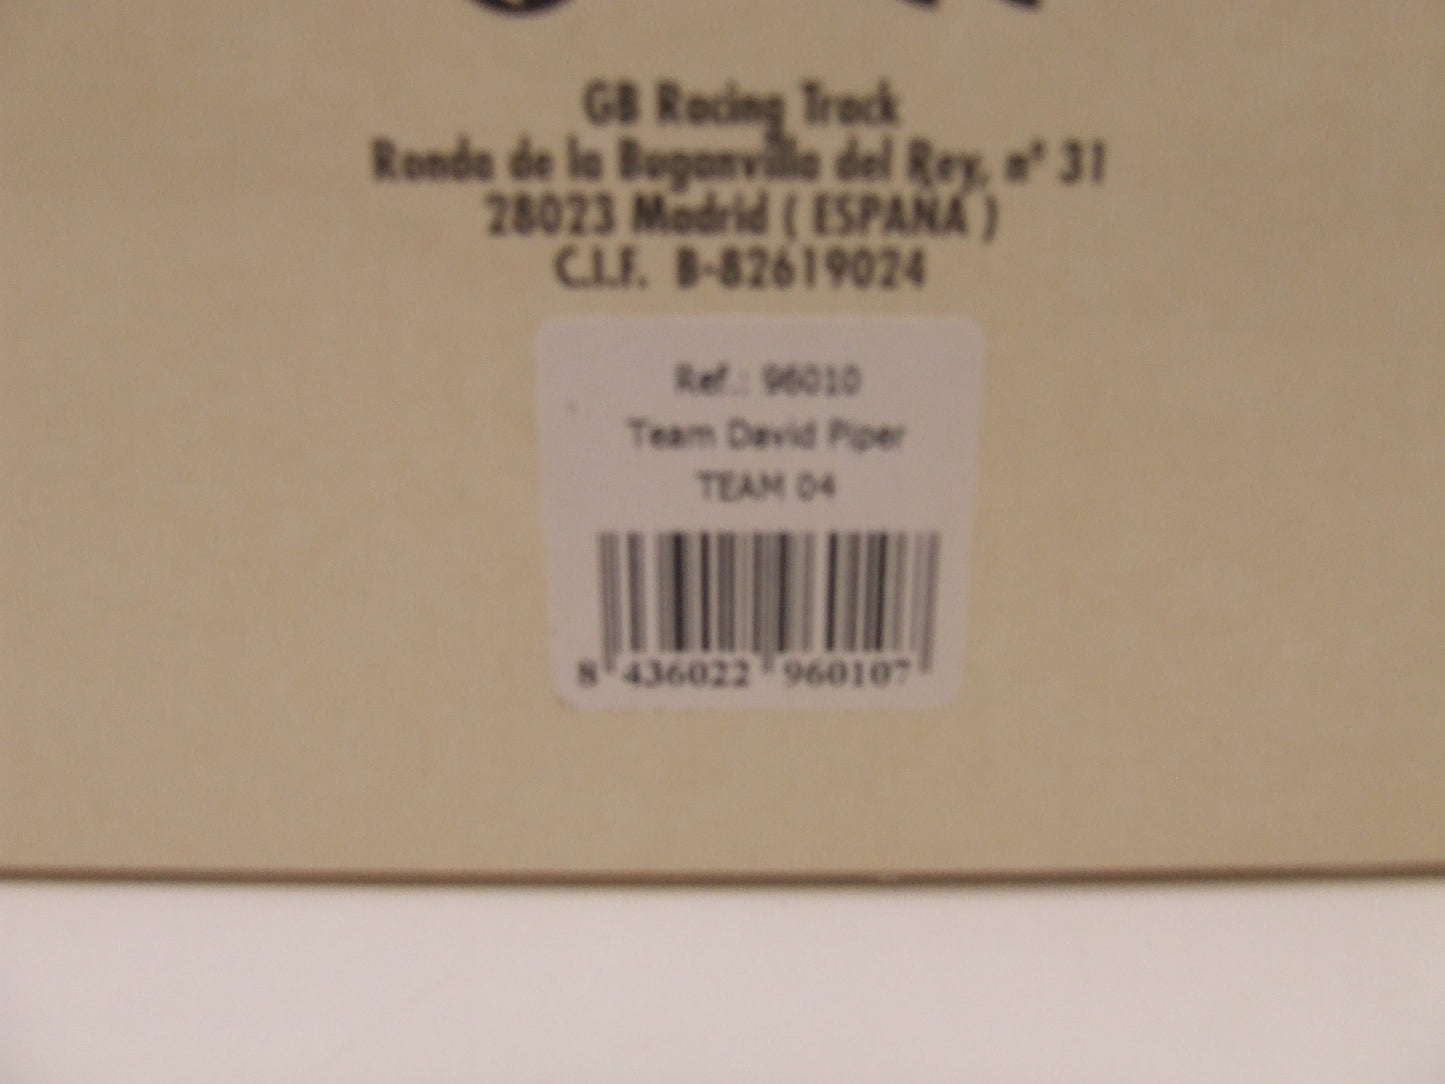 GB Racing Track
Ronda de la Buganvilla del Rey, nº 31
28023 Madrid ( ESPAÑA )
C.I.F. B-82619024
Ref.: 96010
Team David Piper
TEAM 04
8 436022 960107